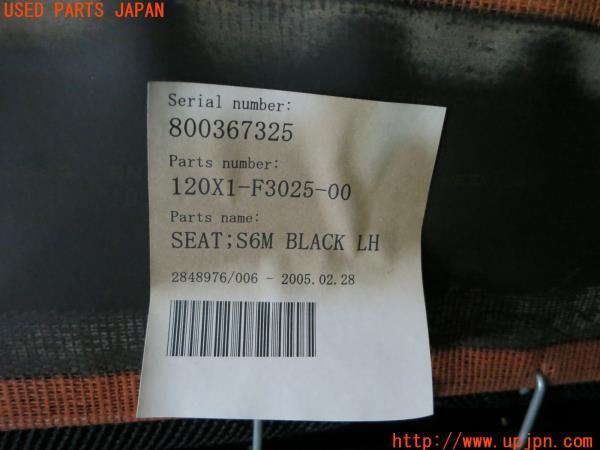 USED PARTS JAPAN
Serial number:
800367325
Parts number:
120X1-F3025-00
Parts name:
SEAT;S6M BLACK LH
2848976/006 - 2005.02.28
http://www.upjpn.com/